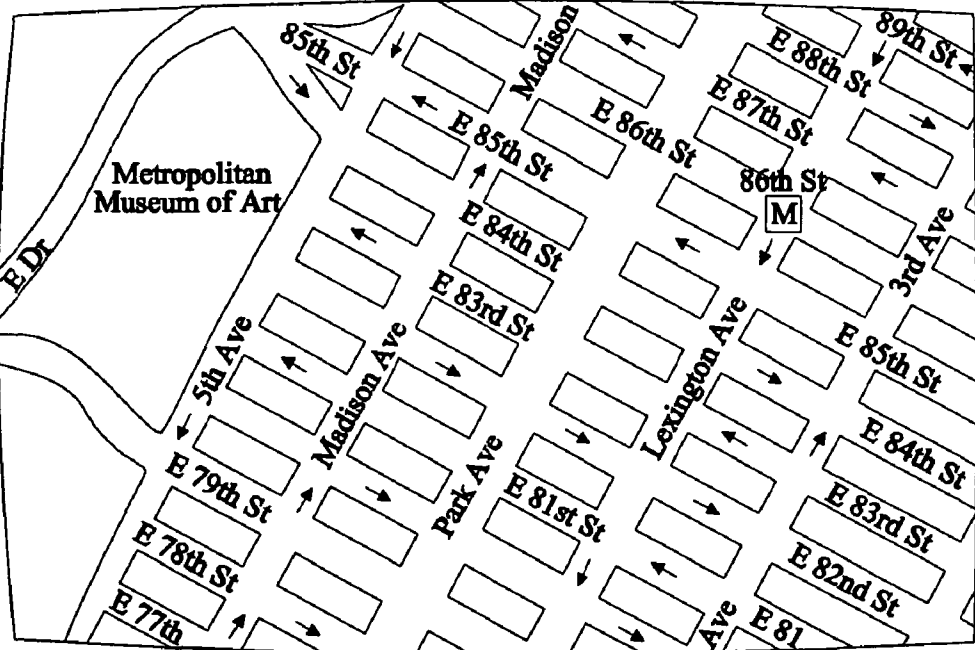 Madison
89th St
85th St
E 88th St
E 87th St
E 86th St
E 85th St
Metropolitan
Museum of Art
86th St
M
E 84th St
3rd Ave
E Dr
E 83rd St
5th Ave
Madison Ave
Lexington Ave
E 85th St
E 84th St
Park Ave
E 79th St
E 81st St
E 83rd St
E 78th St
E 82nd St
E 77th
Ave
E 81